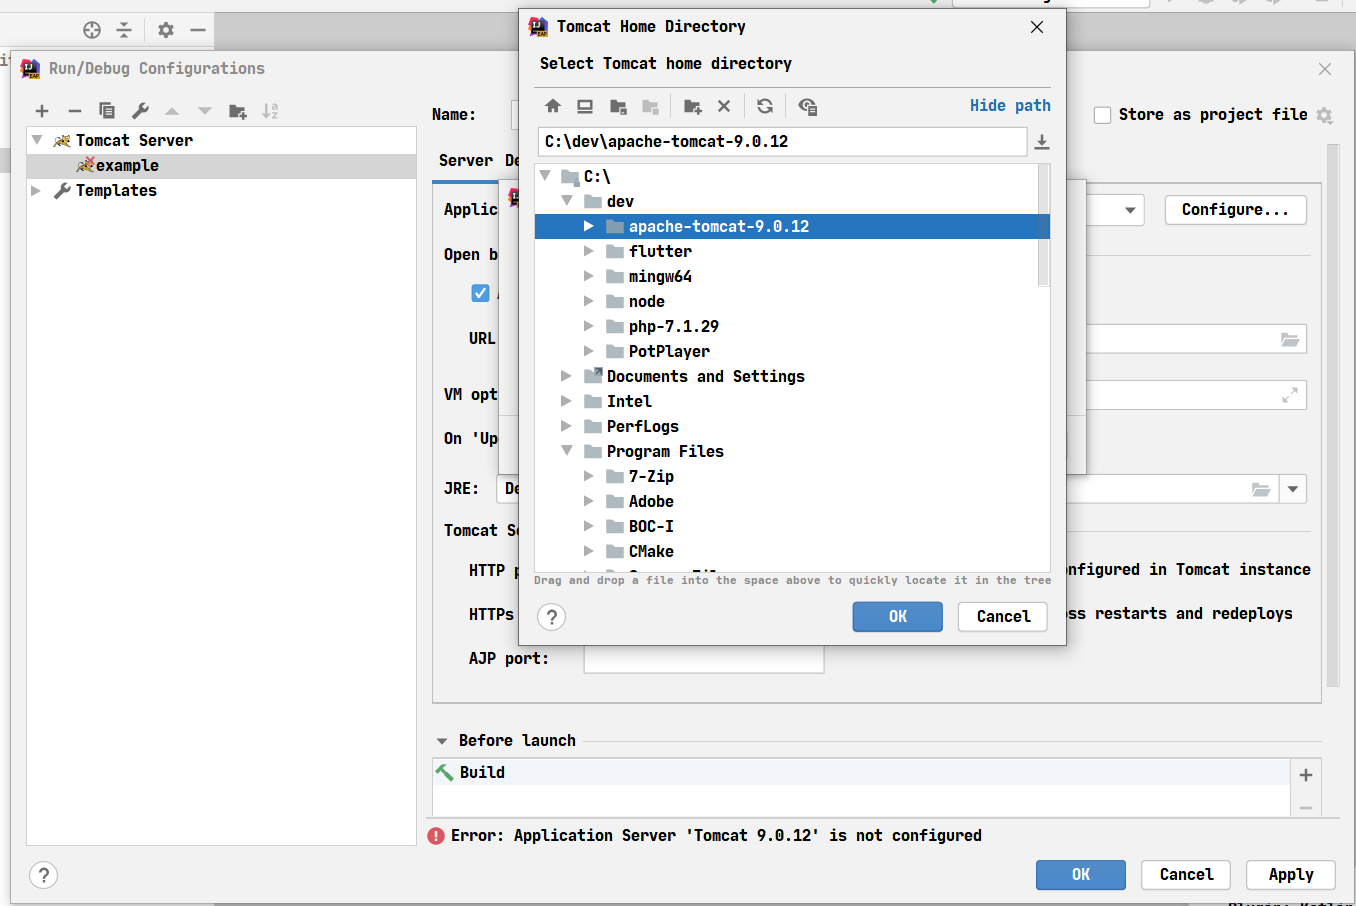 Tomcat Home Directory
Select Tomcat home directory
Hide path
C:\dev\apache-tomcat-9.0.12
C:\
dev
apache-tomcat-9.0.12
flutter
mingw64
node
php-7.1.29
PotPlayer
Documents and Settings
Intel
PerfLogs
Program Files
7-Zip
Adobe
BOC-I
CMake
Drag and drop a file into the space above to quickly locate it in the tree
?
OK
Cancel
Run/Debug Configurations
Tomcat Server
example
Templates
Name:
Store as project file
Server
Configure...
Open b
URL
VM opt
On 'Up
JRE:
De
Tomcat Se
HTTP p
nfigured in Tomcat instance
HTTPs
ss restarts and redeploys
AJP port:
Before launch
Build
Error: Application Server 'Tomcat 9.0.12' is not configured
?
OK
Cancel
Apply